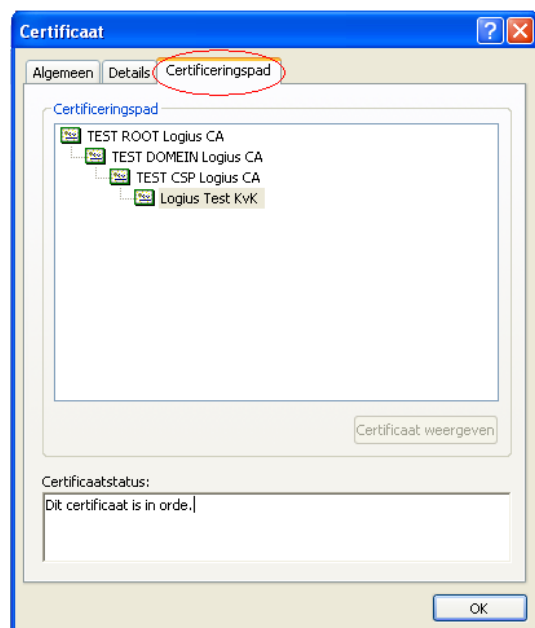 Certificaat
Algemeen Details Certificeringspad
Certificeringspad
TEST ROOT Logius CA
TEST DOMEIN Logius CA
TEST CSP Logius CA
Logius Test KvK
Certificaat weergeven
Certificaatstatus:
Dit certificaat is in orde.
OK